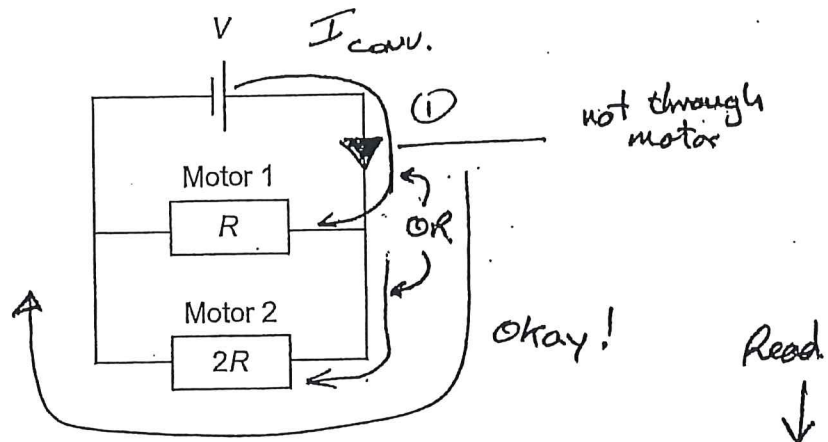 V
I conv.
①
not through
motor
Motor 1
R
OR
Motor 2
2R
Okay!
Read